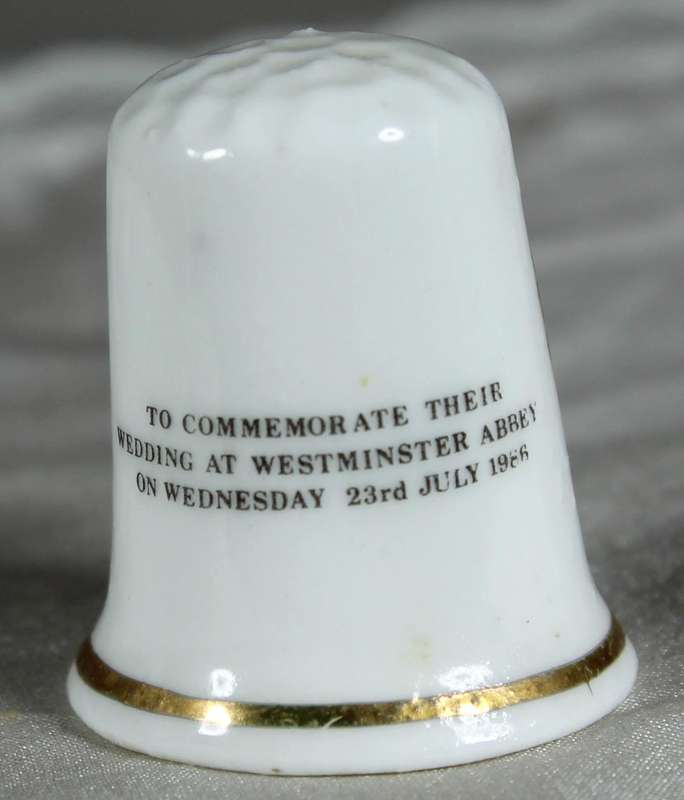 TO COMMEMORATE THEIR
WEDDING AT WESTMINSTER ABBEY
ON WEDNESDAY 23rd JULY 1986